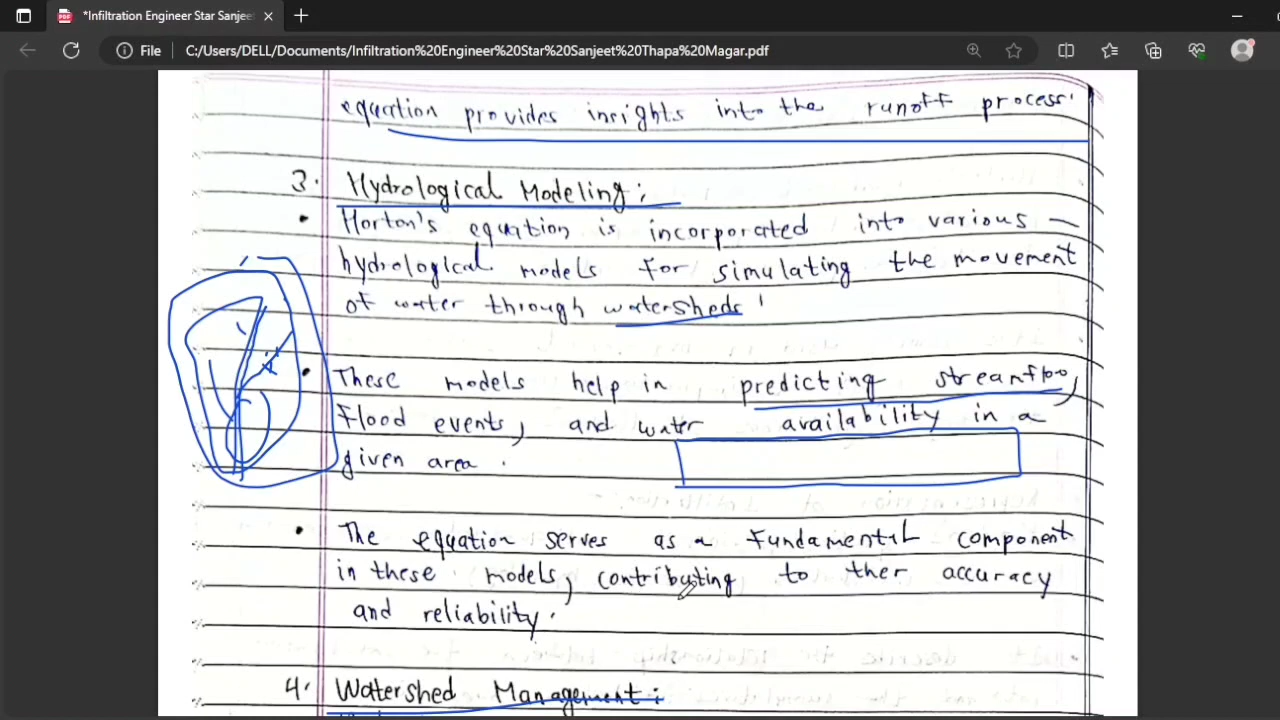 *Infiltration Engineer Star Sanjee
File
C:/Users/DELL/Documents/Infiltration%20Engineer%20Star%20Sanjeet%20Thapa%20Magar.pdf
equation provides insights into the runoff process.
3. Hydrological Modeling:
• Horton's equation is incorporated into various
hydrological models for simulating the movement
of water through watersheds.
• These models help in predicting streamflow,
flood events, and water availability in a
given area.
• The equation serves as a fundamental component
in these models, contributing to ther accuracy
and reliability.
4. Watershed Management: